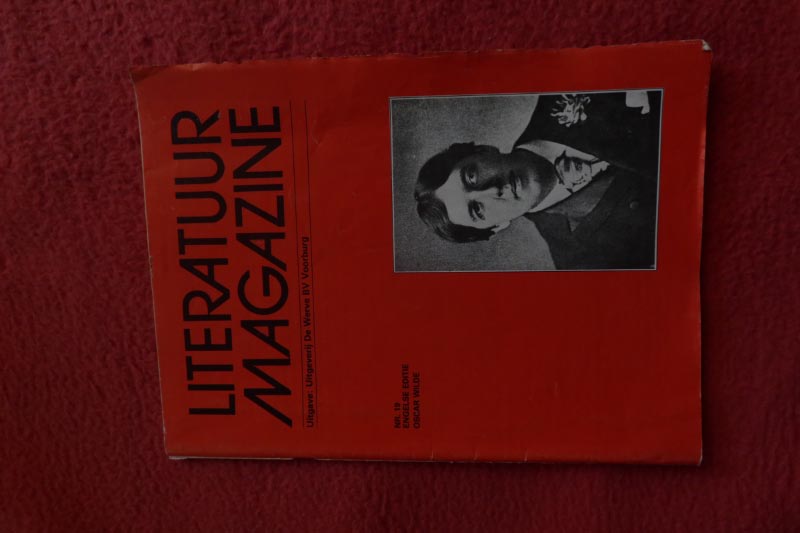 LITERATUUR
MAGAZINE
Uitgave: Uitgeverij De Werve BV Voorburg
NR. 19
ENGELSE EDITIE
OSCAR WILDE